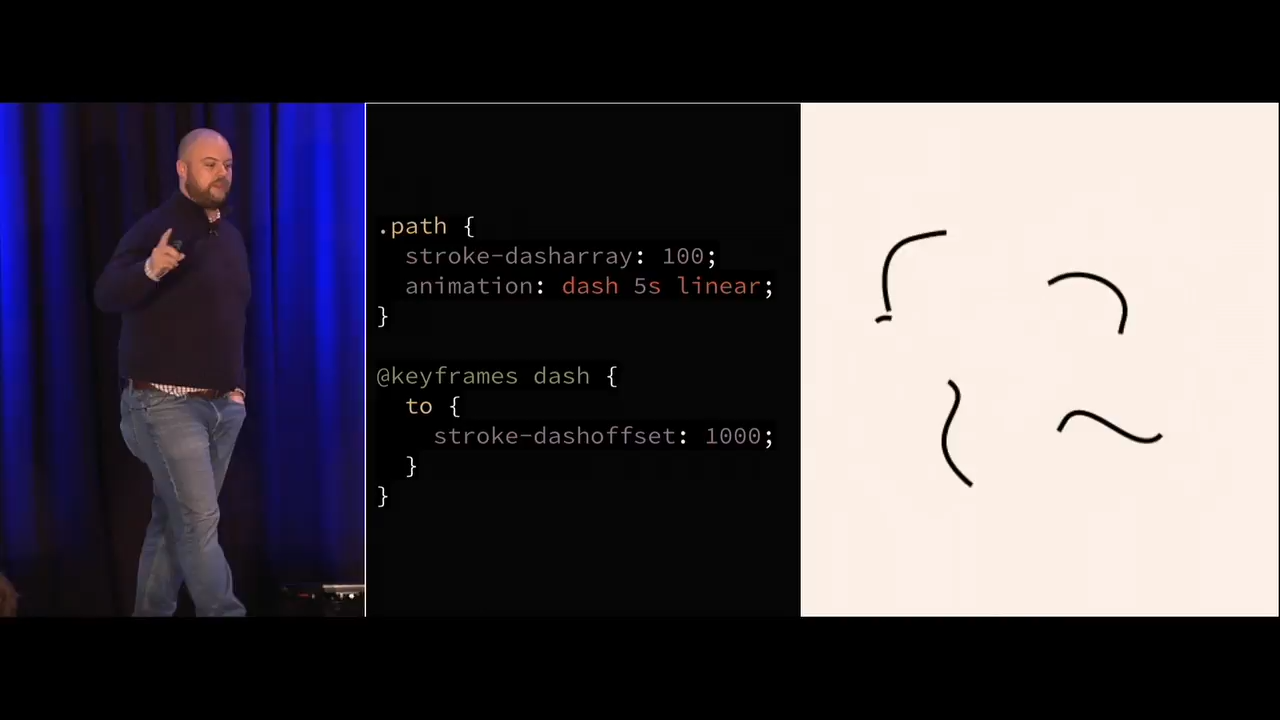 .path {
  stroke-dasharray: 100;
  animation: dash 5s linear;
}
@keyframes dash {
  to {
    stroke-dashoffset: 1000;
  }
}